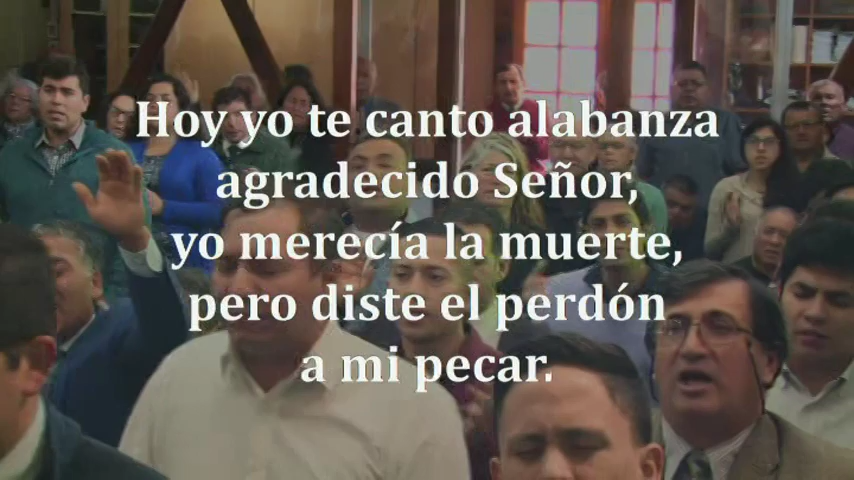 Hoy yo te canto alabanza
agradecido Señor,
yo merecía la muerte,
pero diste el perdón
a mi pecar.